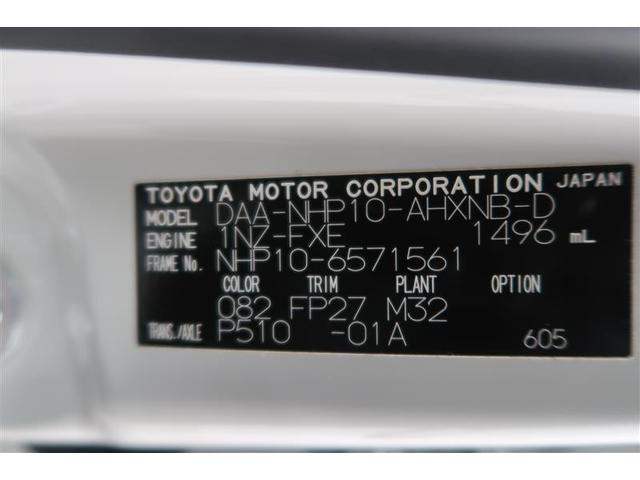 TOYOTA MOTOR CORPORATION JAPAN
MODEL DAA-NHP10-AHXNB-D
ENGINE 1NZ-FXE 1496 mL
FRAME No. NHP10-6571561
COLOR TRIM PLANT OPTION
082 FP27 M32
TRANS./AXLE P510 -01A 605